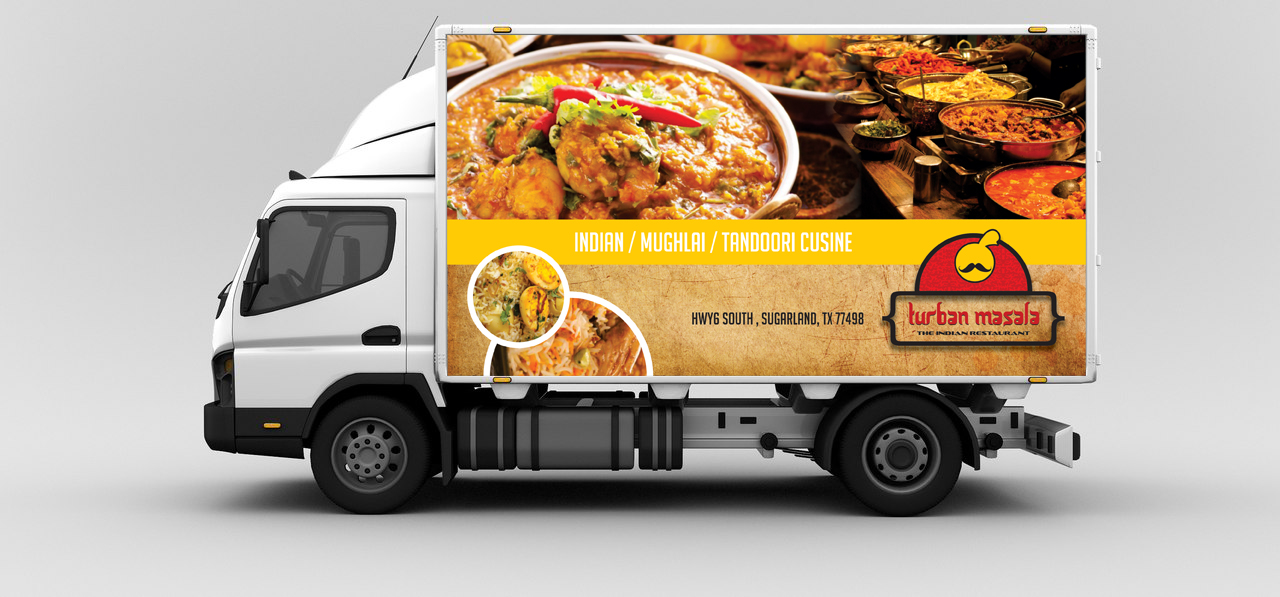 INDIAN / MUGHLAI / TANDOORI CUSINE
HWY6 SOUTH , SUGARLAND, TX 77498
turban masala
THE INDIAN RESTAURANT